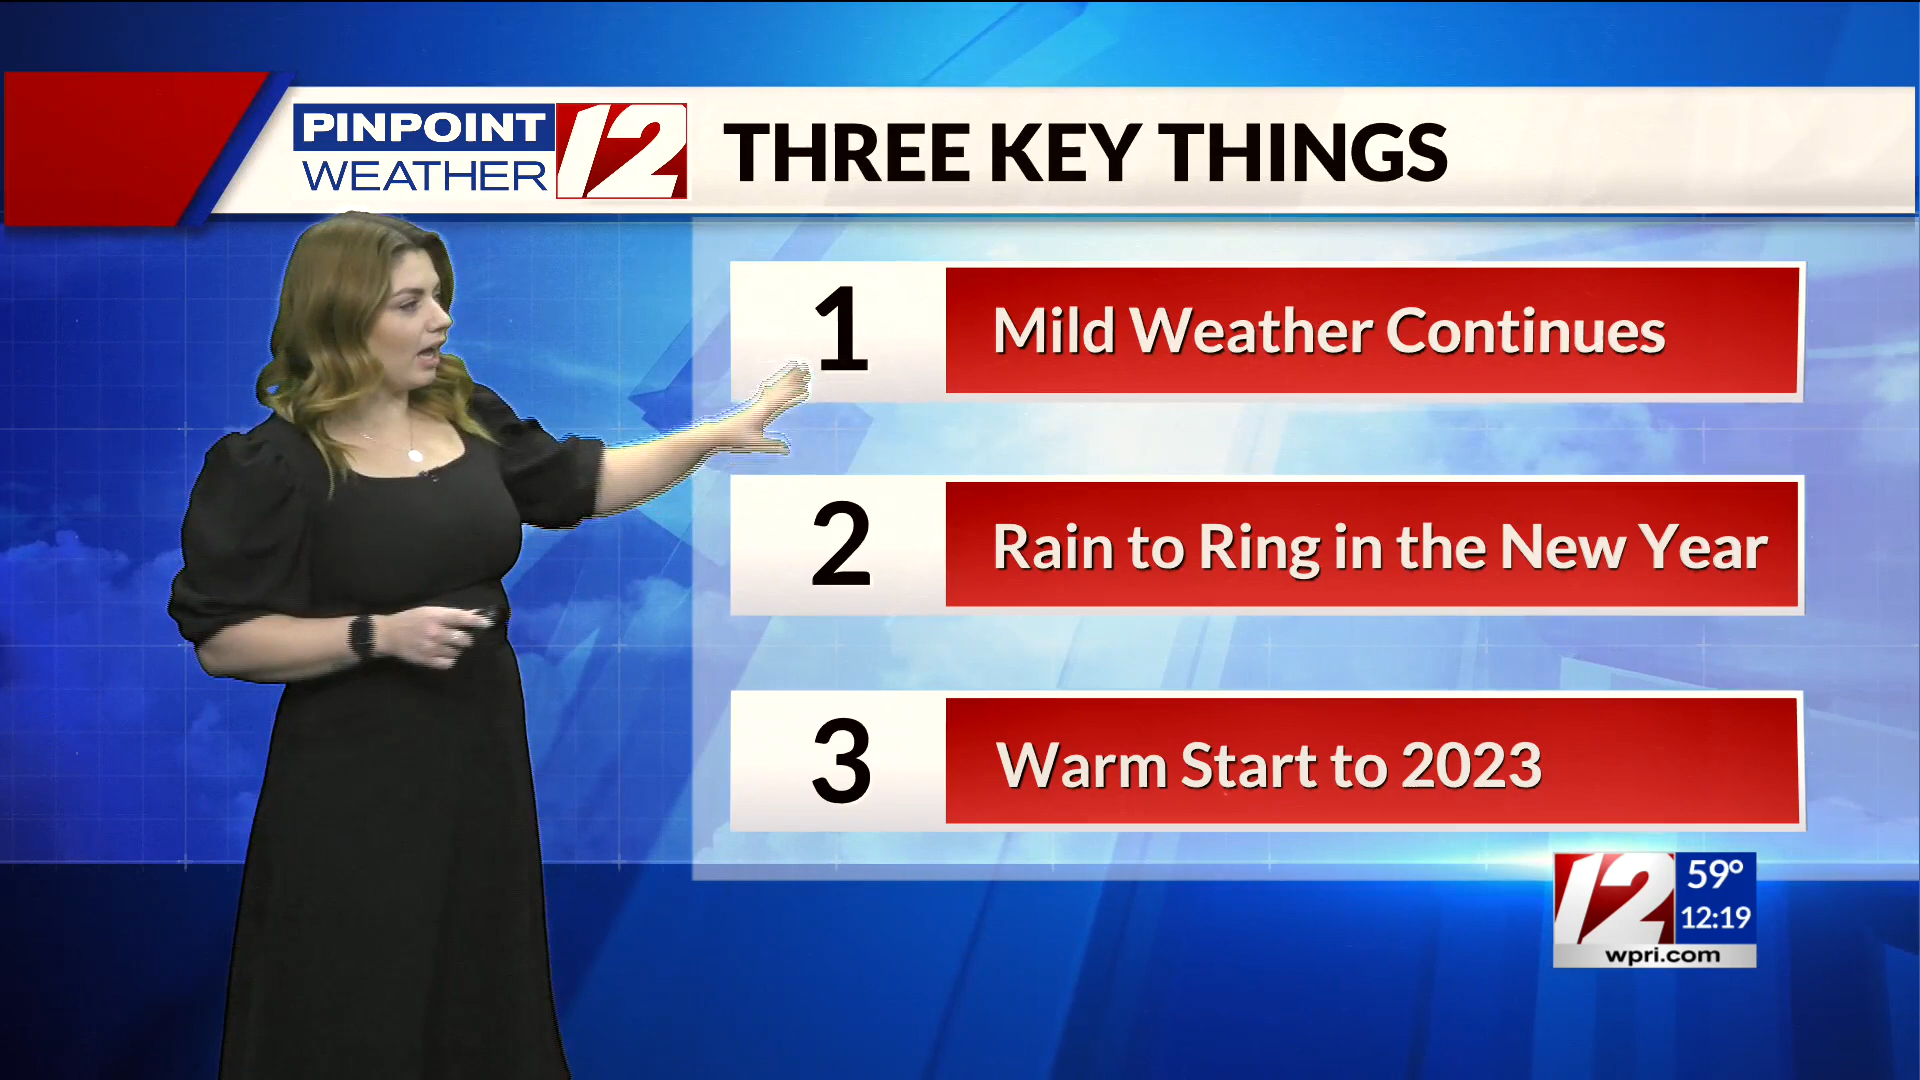 PINPOINT
WEATHER
12
THREE KEY THINGS
1
Mild Weather Continues
2
Rain to Ring in the New Year
3
Warm Start to 2023
12
59°
12:19
wpri.com